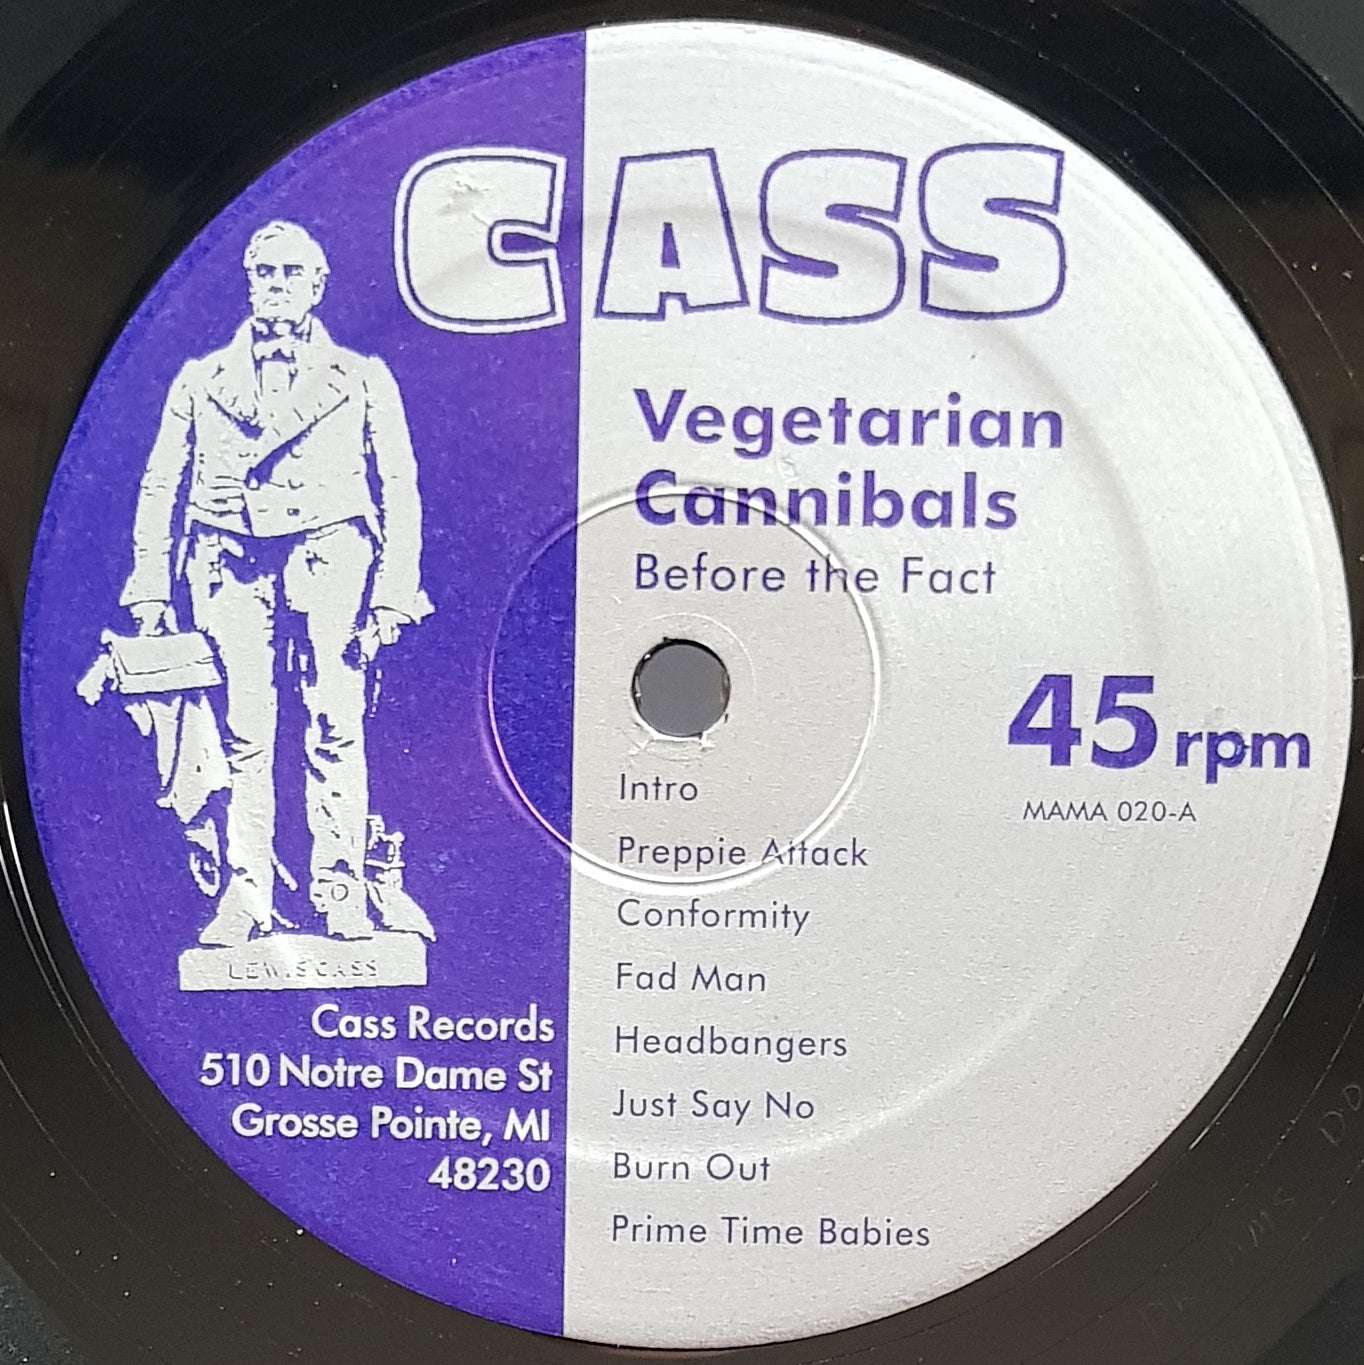 CASS
Vegetarian
Cannibals
Before the Fact
45 rpm
MAMA 020-A
Intro
Preppie Attack
Conformity
Fad Man
Headbangers
Just Say No
Burn Out
Prime Time Babies
LEWIS CASS
Cass Records
510 Notre Dame St
Grosse Pointe, MI
48230